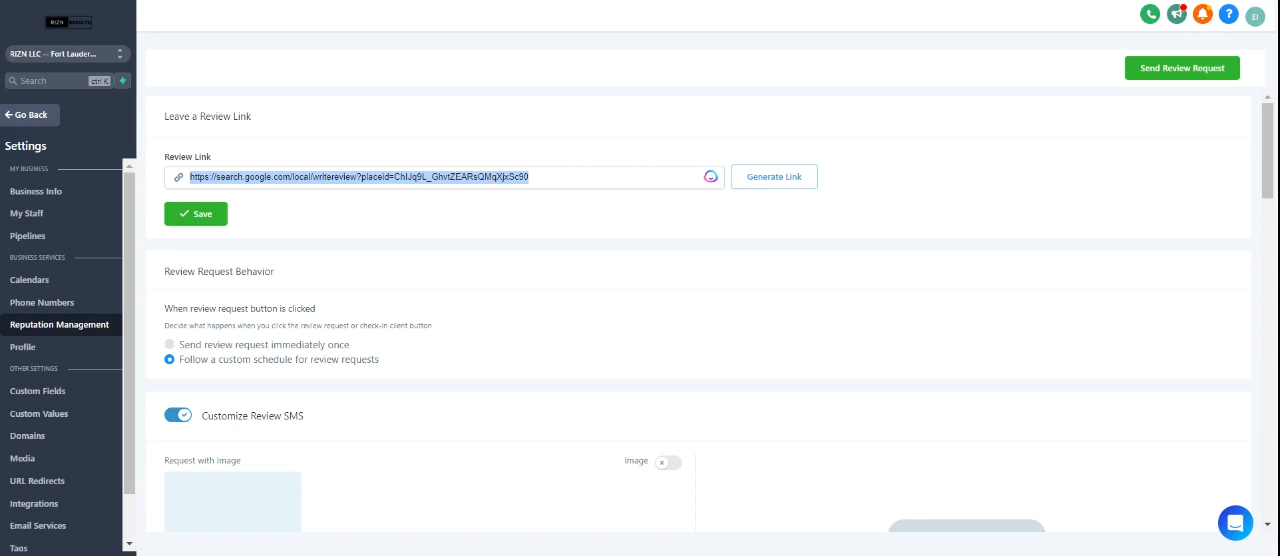 RIZN RESULTS
RIZN LLC -- Fort Lauder...
Search
ctrl K
Go Back
Settings
MY BUSINESS
Business Info
My Staff
Pipelines
BUSINESS SERVICES
Calendars
Phone Numbers
Reputation Management
Profile
OTHER SETTINGS
Custom Fields
Custom Values
Domains
Media
URL Redirects
Integrations
Email Services
Tags
EI
Send Review Request
Leave a Review Link
Review Link
https://search.google.com/local/writereview?placeid=ChIJq9L_GhvtZEARsQMqXjxSc90
Generate Link
Save
Review Request Behavior
When review request button is clicked
Decide what happens when you click the review request or check-in client button
Send review request immediately once
Follow a custom schedule for review requests
Customize Review SMS
Request with Image
Image